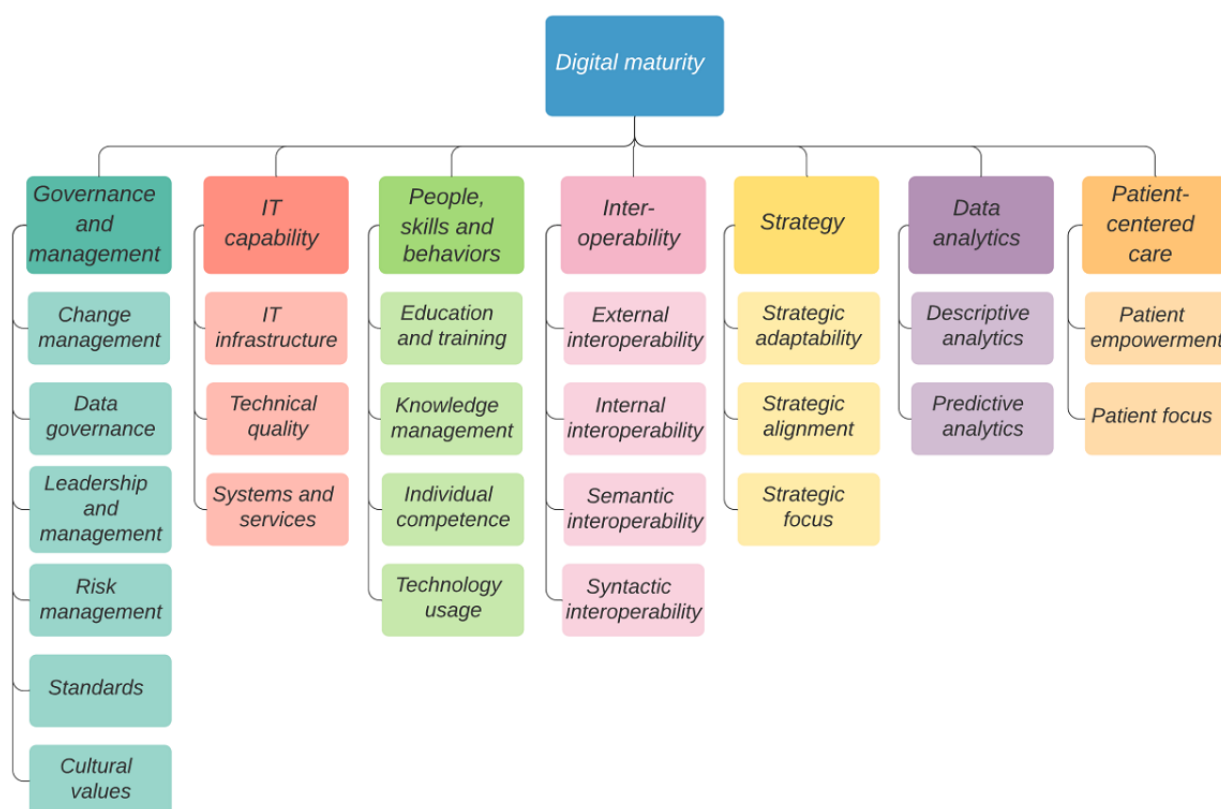 Digital maturity
Governance
and
management
Change
management
Data
governance
Leadership
and
management
Risk
management
Standards
Cultural
values
IT
capability
IT
infrastructure
Technical
quality
Systems and
services
People,
skills and
behaviors
Education
and training
Knowledge
management
Individual
competence
Technology
usage
Inter-
operability
External
interoperability
Internal
interoperability
Semantic
interoperability
Syntactic
interoperability
Strategy
Strategic
adaptability
Strategic
alignment
Strategic
focus
Data
analytics
Descriptive
analytics
Predictive
analytics
Patient-
centered
care
Patient
empowerment
Patient focus